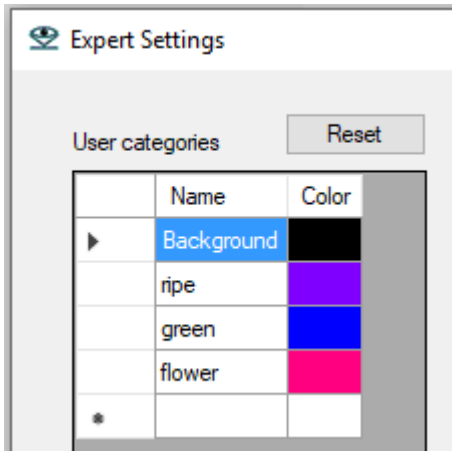 Expert Settings
User categories
Reset
Name Color
Background
ripe
green
flower